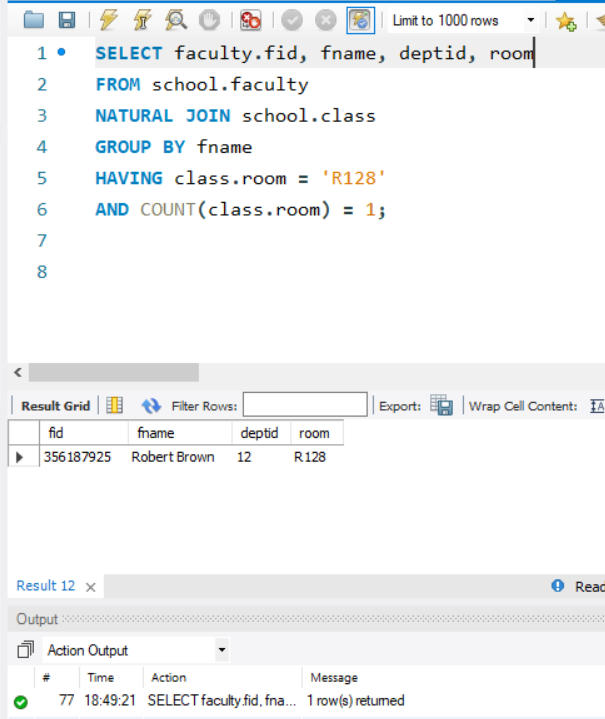 Limit to 1000 rows
1 SELECT faculty.fid, fname, deptid, room
2 FROM school.faculty
3 NATURAL JOIN school.class
4 GROUP BY fname
5 HAVING class.room = 'R128'
6 AND COUNT(class.room) = 1;
7
8
Result Grid Filter Rows: Export: Wrap Cell Content: IA
fid fname deptid room
356187925 Robert Brown 12 R128
Result 12 Read
Output
Action Output
# Time Action Message
77 18:49:21 SELECT faculty.fid, fna... 1 row(s) returned